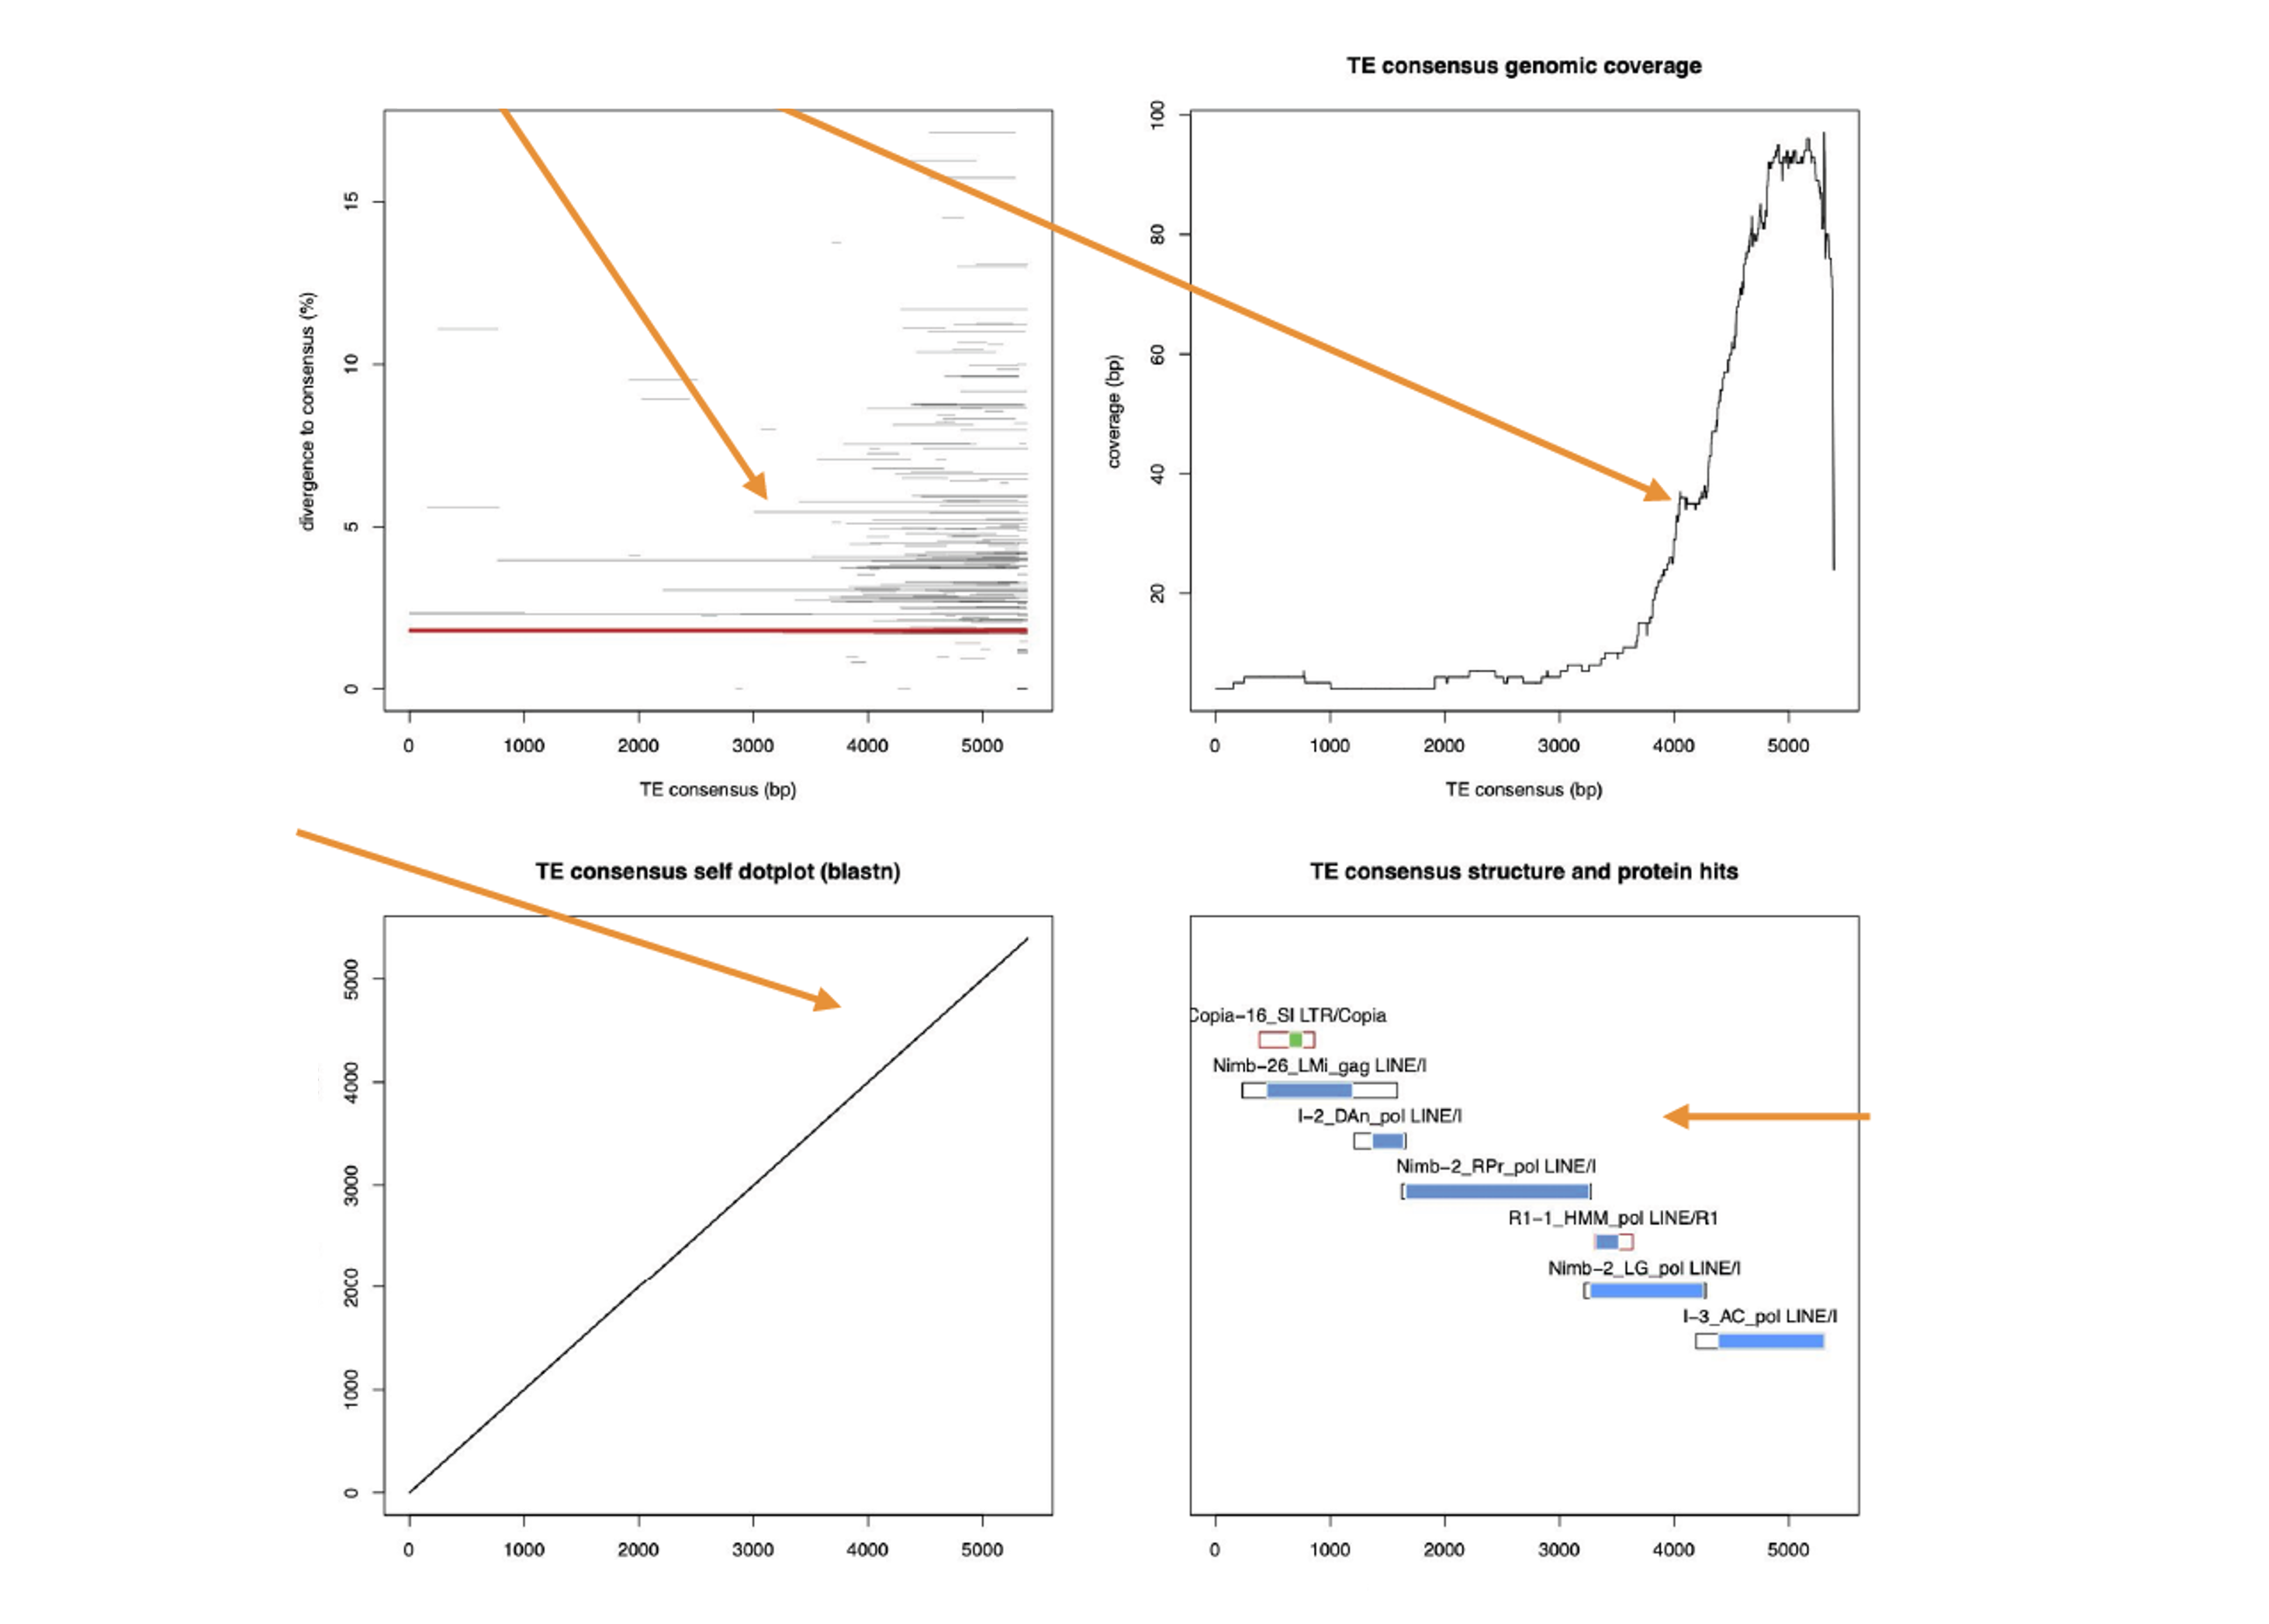 TE consensus genomic coverage
divergence to consensus (%)
0
5
10
15
0 1000 2000 3000 4000 5000
TE consensus (bp)
coverage (bp)
20
40
60
80
100
0 1000 2000 3000 4000 5000
TE consensus (bp)
TE consensus self dotplot (blastn)
0
1000
2000
3000
4000
5000
0 1000 2000 3000 4000 5000
TE consensus structure and protein hits
Copia-16_SI LTR/Copia
Nimb-26_LMi_gag LINE/I
I-2_DAn_pol LINE/I
Nimb-2_RPr_pol LINE/I
R1-1_HMM_pol LINE/R1
Nimb-2_LG_pol LINE/I
I-3_AC_pol LINE/I
0 1000 2000 3000 4000 5000